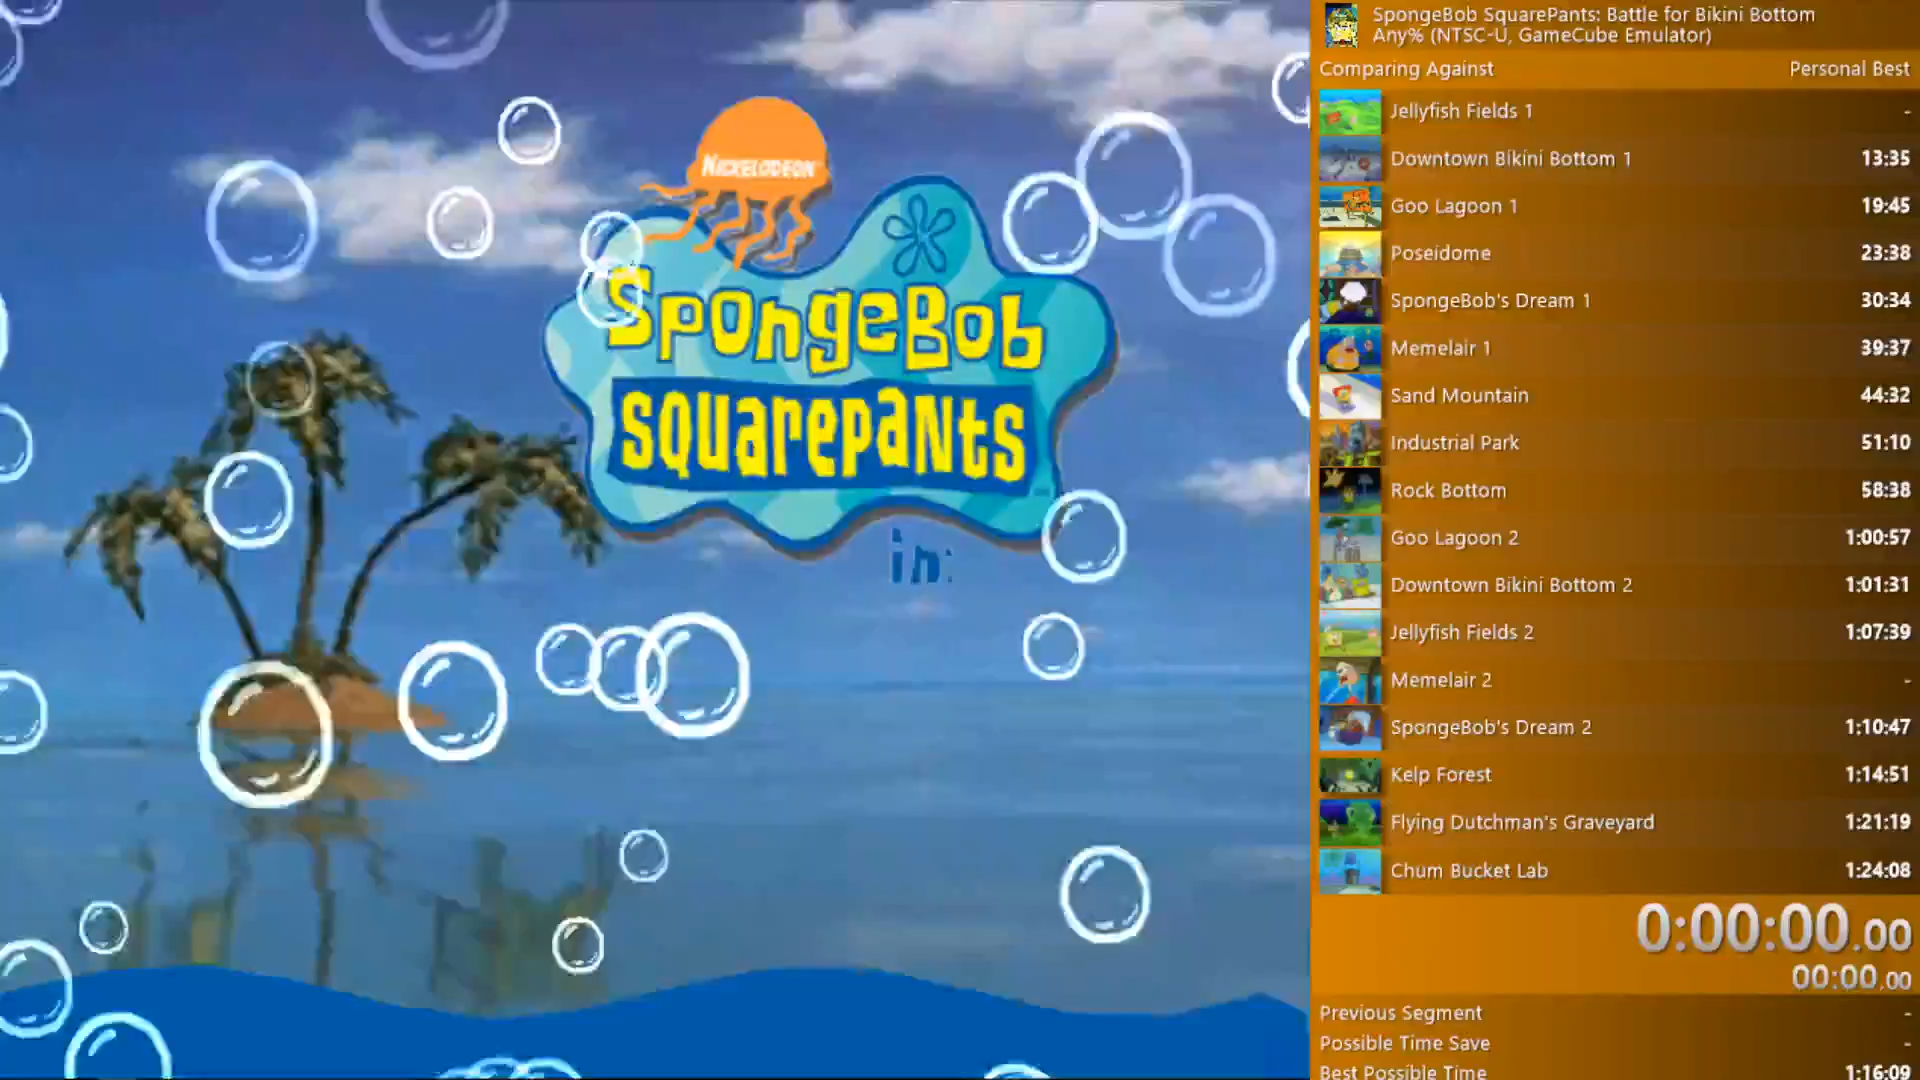 NICKELODEON
SpongeBob
SQUAREPANTS
in:
SpongeBob SquarePants: Battle for Bikini Bottom
Any% (NTSC-U, GameCube Emulator)
Comparing Against Personal Best
Jellyfish Fields 1 -
Downtown Bikini Bottom 1 13:35
Goo Lagoon 1 19:45
Poseidome 23:38
SpongeBob's Dream 1 30:34
Memelair 1 39:37
Sand Mountain 44:32
Industrial Park 51:10
Rock Bottom 58:38
Goo Lagoon 2 1:00:57
Downtown Bikini Bottom 2 1:01:31
Jellyfish Fields 2 1:07:39
Memelair 2 -
SpongeBob's Dream 2 1:10:47
Kelp Forest 1:14:51
Flying Dutchman's Graveyard 1:21:19
Chum Bucket Lab 1:24:08
0:00:00.00
00:00.00
Previous Segment -
Possible Time Save -
Best Possible Time 1:16:09